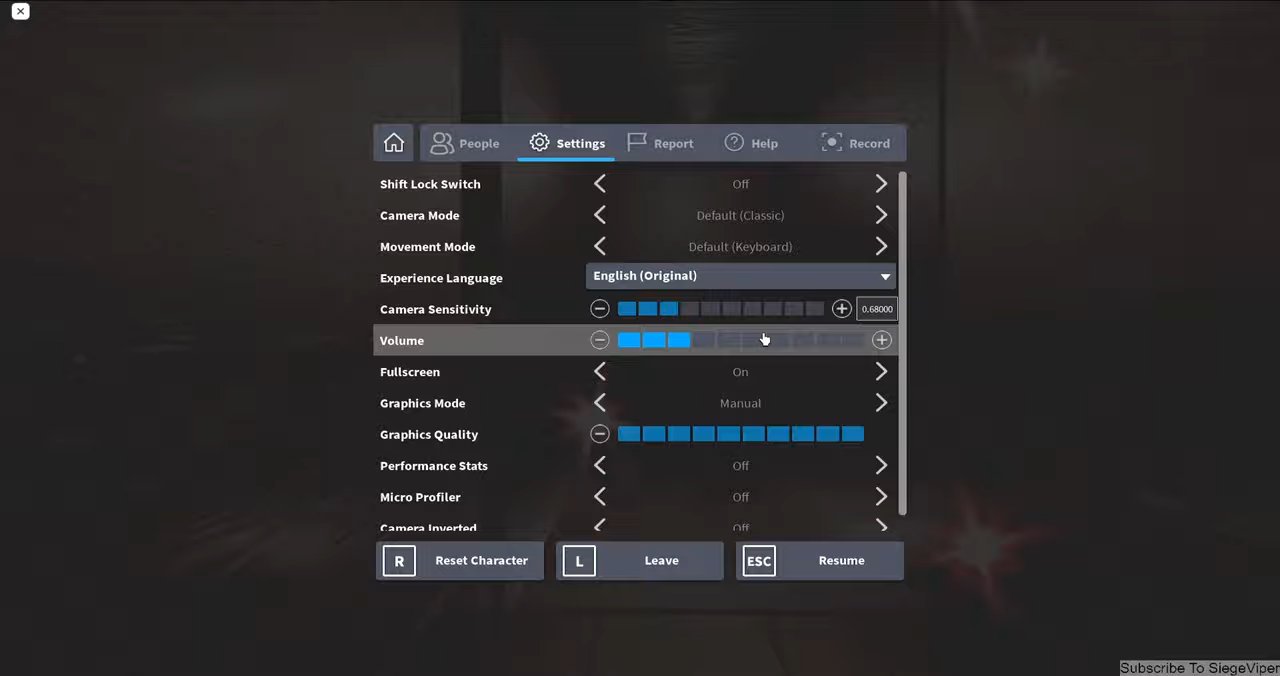 People Settings Report Help Record
Shift Lock Switch Off
Camera Mode Default (Classic)
Movement Mode Default (Keyboard)
Experience Language English (Original)
Camera Sensitivity 0.68000
Volume
Fullscreen On
Graphics Mode Manual
Graphics Quality
Performance Stats Off
Micro Profiler Off
Camera Inverted Off
R Reset Character L Leave ESC Resume
Subscribe To SiegeViper